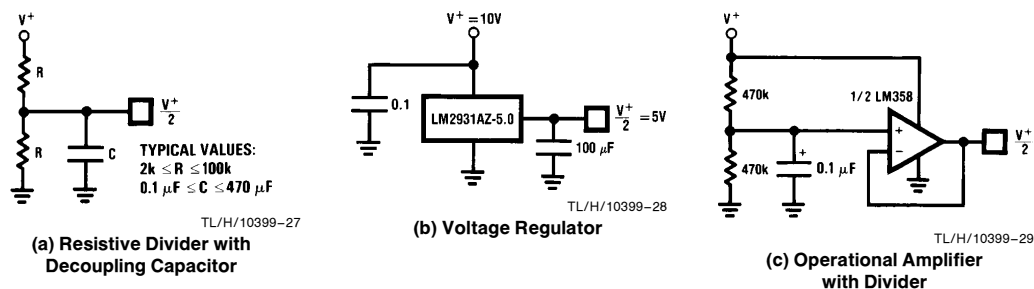 V+
R
R
C
V+
2
TYPICAL VALUES:
2k ≤ R ≤ 100k
0.1 μF ≤ C ≤ 470 μF
TL/H/10399–27
(a) Resistive Divider with
Decoupling Capacitor
V+ = 10V
0.1
LM2931AZ-5.0
V+
2 = 5V
100 μF
TL/H/10399–28
(b) Voltage Regulator
V+
470k
1/2 LM358
+
−
+
470k
0.1 μF
V+
2
TL/H/10399–29
(c) Operational Amplifier
with Divider